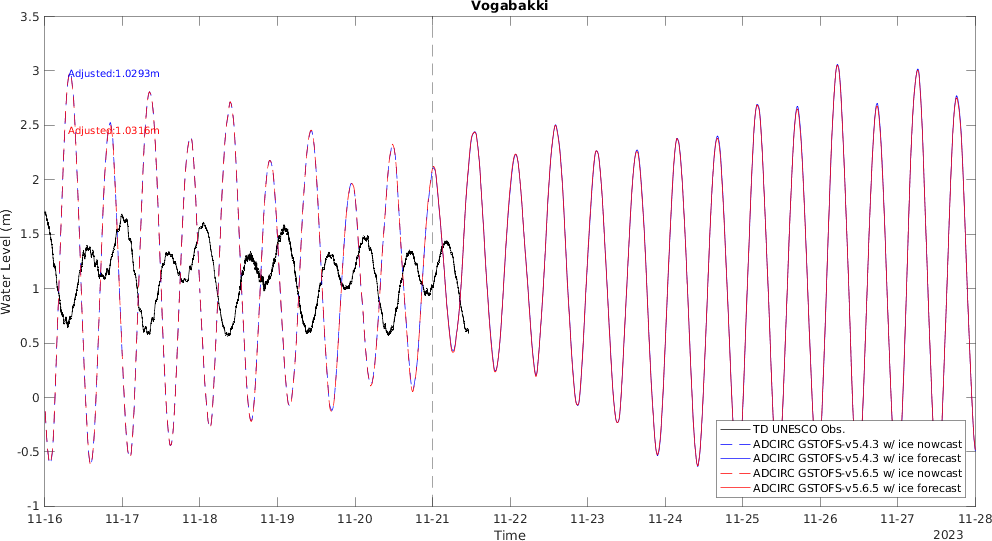 Vogabakki
3.5
3
2.5
2
1.5
1
0.5
0
-0.5
-1
Water Level (m)
Adjusted:1.0293m
Adjusted:1.0316m
TD UNESCO Obs.
ADCIRC GSTOFS-v5.4.3 w/ ice nowcast
ADCIRC GSTOFS-v5.4.3 w/ ice forecast
ADCIRC GSTOFS-v5.6.5 w/ ice nowcast
ADCIRC GSTOFS-v5.6.5 w/ ice forecast
11-16 11-17 11-18 11-19 11-20 11-21 11-22 11-23 11-24 11-25 11-26 11-27 11-28
Time
2023